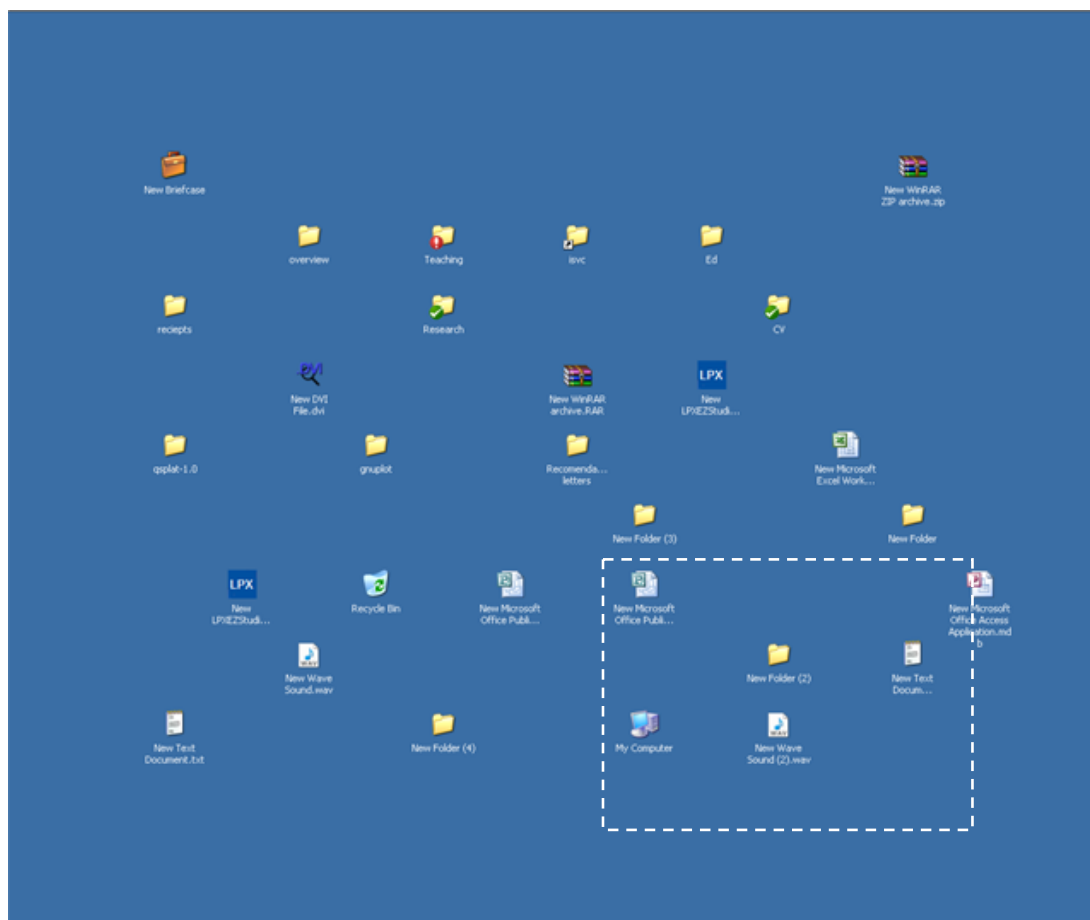 New Briefcase
New WinRAR
ZIP archive.zip
overview
Teaching
isvc
Ed
reciepts
Research
CV
New DVI
File.dvi
New WinRAR
archive.RAR
LPX
New
LPXEZStudi...
qsplat-1.0
gnuplot
Recomenda...
letters
New Microsoft
Excel Work...
New Folder (3)
New Folder
LPX
New
LPXEZStudi...
Recycle Bin
New Microsoft
Office Publi...
New Microsoft
Office Publi...
New Microsoft
Office Access
Application.md
b
WAV
New Wave
Sound.wav
New Folder (2)
New Text
Docum...
New Text
Document.txt
New Folder (4)
My Computer
WAV
New Wave
Sound (2).wav